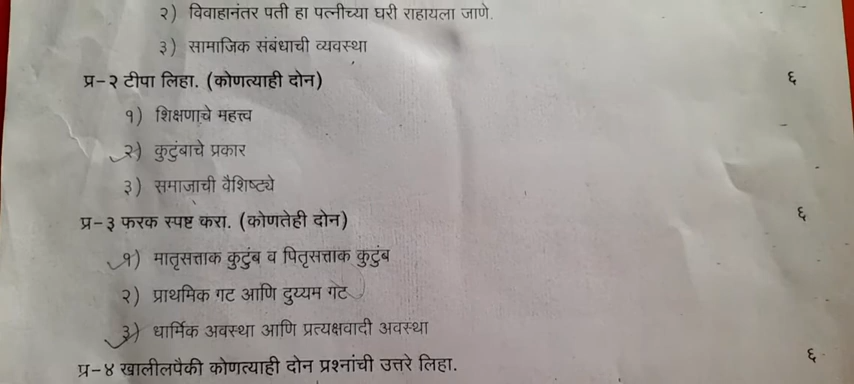 २) विवाहानंतर पती हा पत्नीच्या घरी राहायला जाणे.
३) सामाजिक संबंधाची व्यवस्था
प्र-२ टीपा लिहा. (कोणत्याही दोन) ६
१) शिक्षणाचे महत्त्व
२) कुटुंबाचे प्रकार
३) समाजाची वैशिष्ट्ये
प्र-३ फरक स्पष्ट करा. (कोणतेही दोन) ६
१) मातृसत्ताक कुटुंब व पितृसत्ताक कुटुंब
२) प्राथमिक गट आणि दुय्यम गट
३) धार्मिक अवस्था आणि प्रत्यक्षवादी अवस्था
प्र-४ खालीलपैकी कोणत्याही दोन प्रश्नांची उत्तरे लिहा. ६